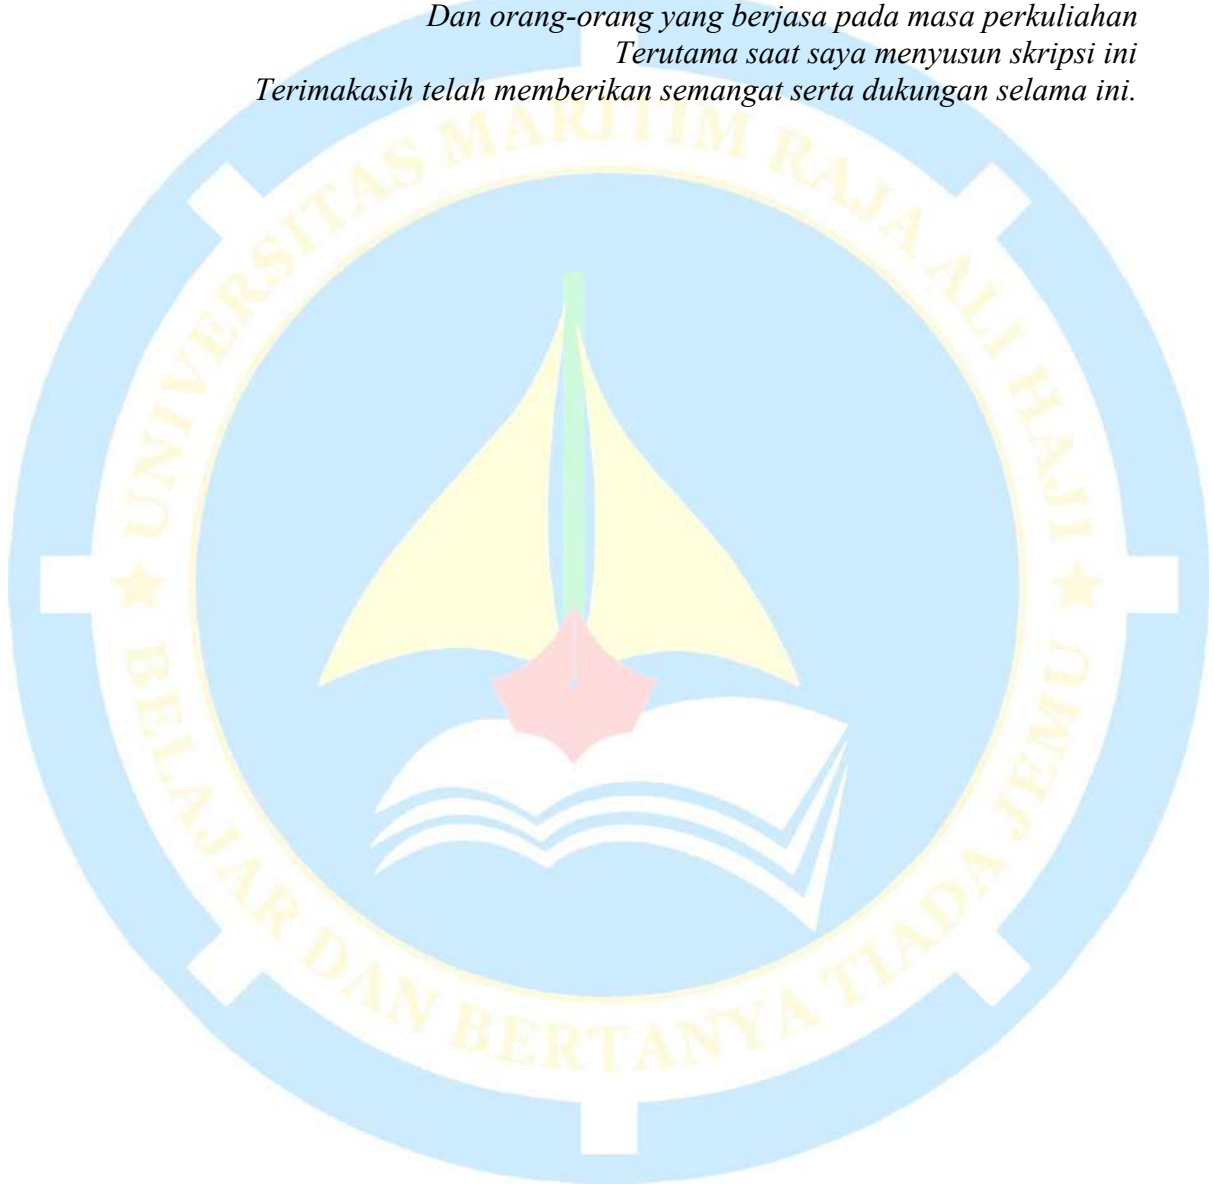 Dan orang-orang yang berjasa pada masa perkuliahan
Terutama saat saya menyusun skripsi ini
Terimakasih telah memberikan semangat serta dukungan selama ini.
UNIVERSITAS MARITIM RAJA ALI HAJI
BELAJAR DAN BERTANYA TIADA JEMU